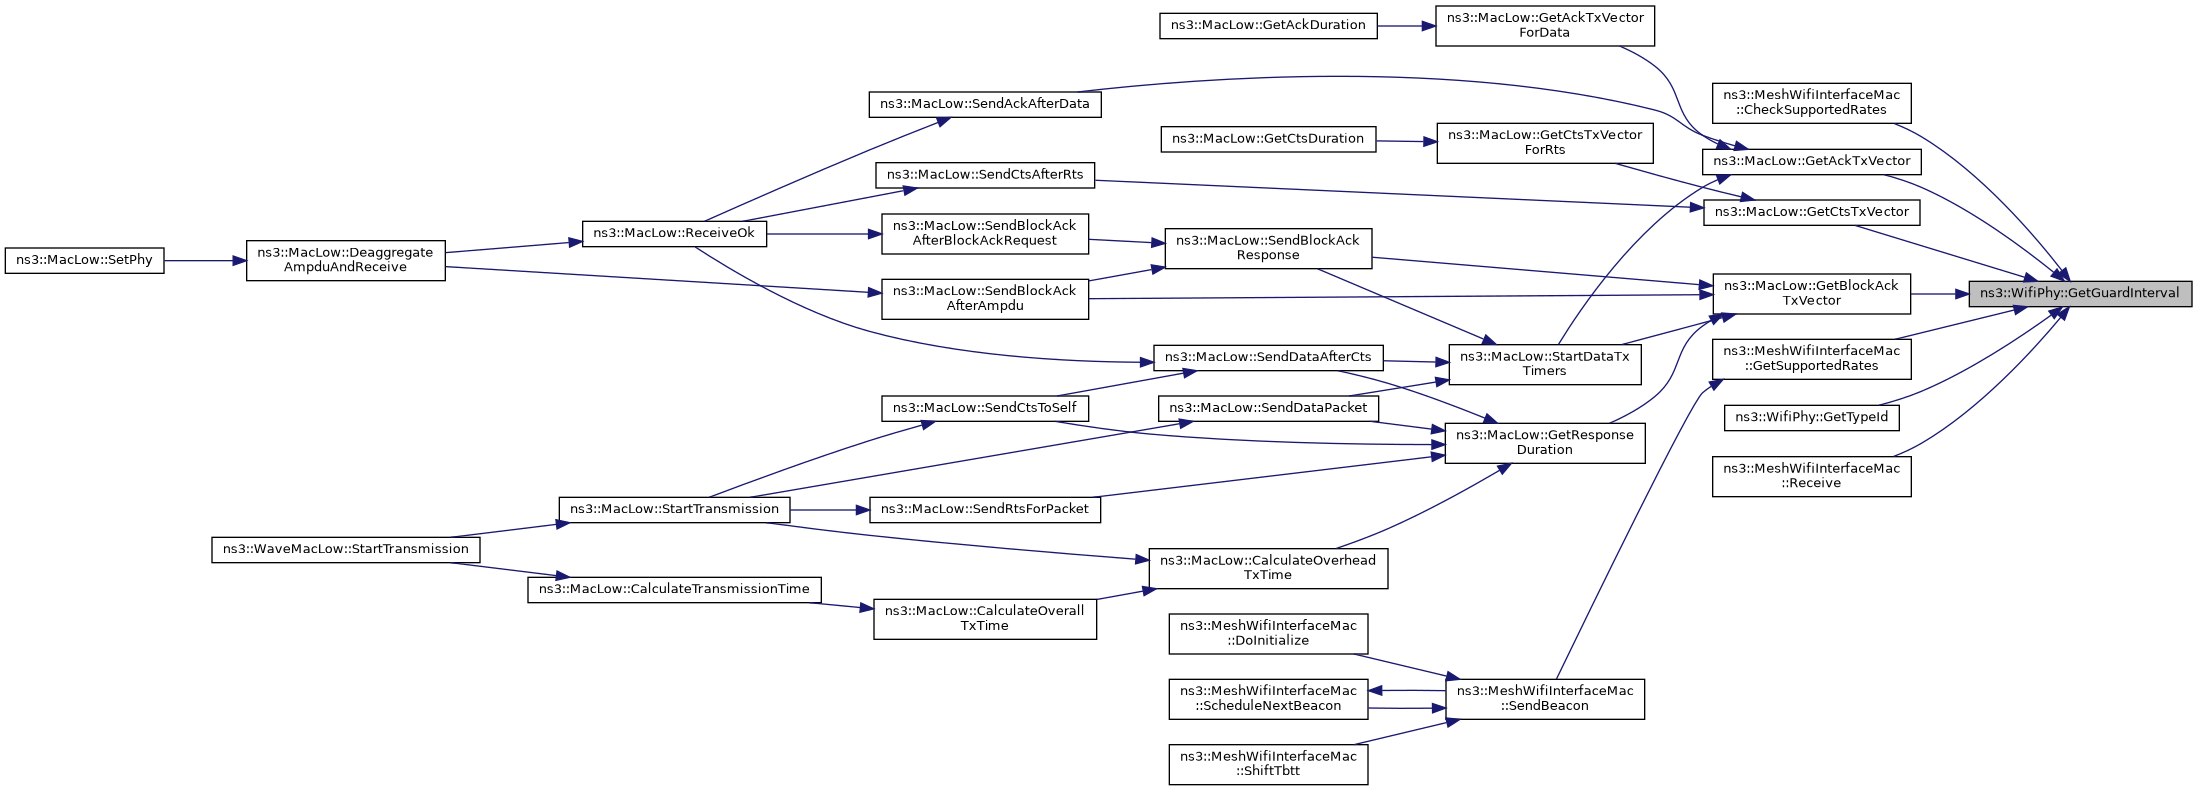 ns3::MacLow::GetAckDuration
ns3::MacLow::GetAckTxVector
ForData
ns3::MacLow::SendAckAfterData
ns3::MeshWifiInterfaceMac
::CheckSupportedRates
ns3::MacLow::GetCtsDuration
ns3::MacLow::GetCtsTxVector
ForRts
ns3::MacLow::GetAckTxVector
ns3::MacLow::SendCtsAfterRts
ns3::MacLow::GetCtsTxVector
ns3::MacLow::ReceiveOk
ns3::MacLow::SendBlockAck
AfterBlockAckRequest
ns3::MacLow::SendBlockAck
Response
ns3::MacLow::SetPhy
ns3::MacLow::Deaggregate
AmpduAndReceive
ns3::MacLow::SendBlockAck
AfterAmpdu
ns3::MacLow::GetBlockAck
TxVector
ns3::WifiPhy::GetGuardInterval
ns3::MacLow::SendDataAfterCts
ns3::MacLow::StartDataTx
Timers
ns3::MeshWifiInterfaceMac
::GetSupportedRates
ns3::MacLow::SendCtsToSelf
ns3::MacLow::SendDataPacket
ns3::WifiPhy::GetTypeId
ns3::MacLow::GetResponse
Duration
ns3::MeshWifiInterfaceMac
::Receive
ns3::MacLow::StartTransmission
ns3::MacLow::SendRtsForPacket
ns3::WaveMacLow::StartTransmission
ns3::MacLow::CalculateOverhead
TxTime
ns3::MacLow::CalculateTransmissionTime
ns3::MacLow::CalculateOverall
TxTime
ns3::MeshWifiInterfaceMac
::DoInitialize
ns3::MeshWifiInterfaceMac
::ScheduleNextBeacon
ns3::MeshWifiInterfaceMac
::SendBeacon
ns3::MeshWifiInterfaceMac
::ShiftTbtt